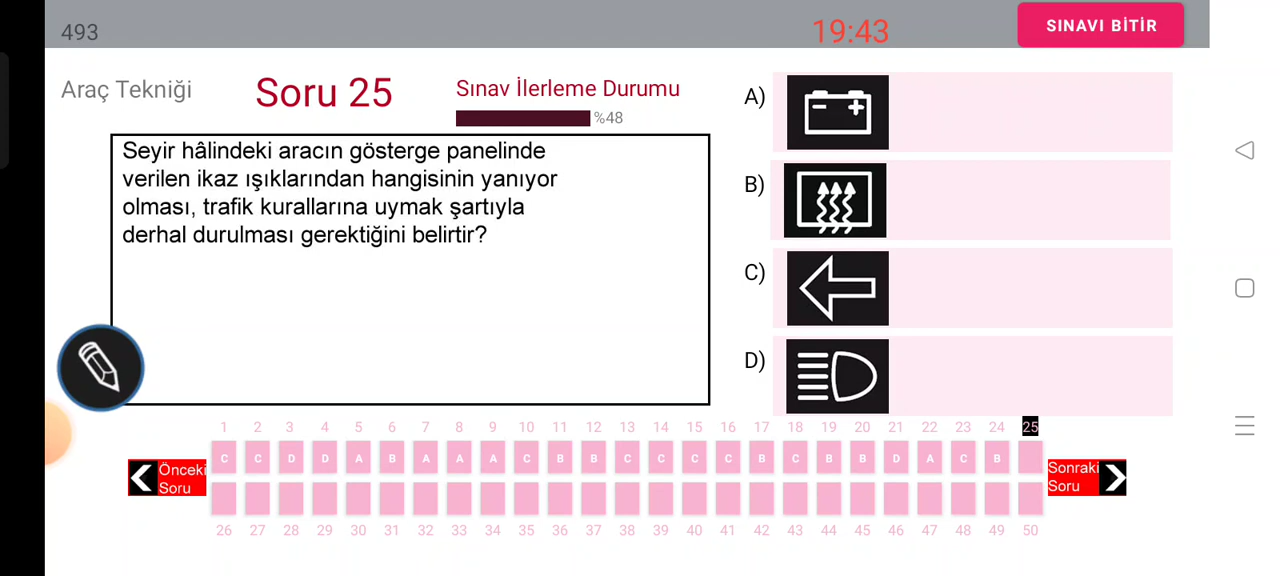 493
19:43
SINAVI BİTİR
Araç Tekniği
Soru 25
Sınav İlerleme Durumu
%48
Seyir hâlindeki aracın gösterge panelinde
verilen ikaz ışıklarından hangisinin yanıyor
olması, trafik kurallarına uymak şartıyla
derhal durulması gerektiğini belirtir?
A)
B)
C)
D)
1 2 3 4 5 6 7 8 9 10 11 12 13 14 15 16 17 18 19 20 21 22 23 24 25
C C D D A B A A A C B B C C C C B C B B D A C B
Önceki
Soru
Sonraki
Soru
26 27 28 29 30 31 32 33 34 35 36 37 38 39 40 41 42 43 44 45 46 47 48 49 50